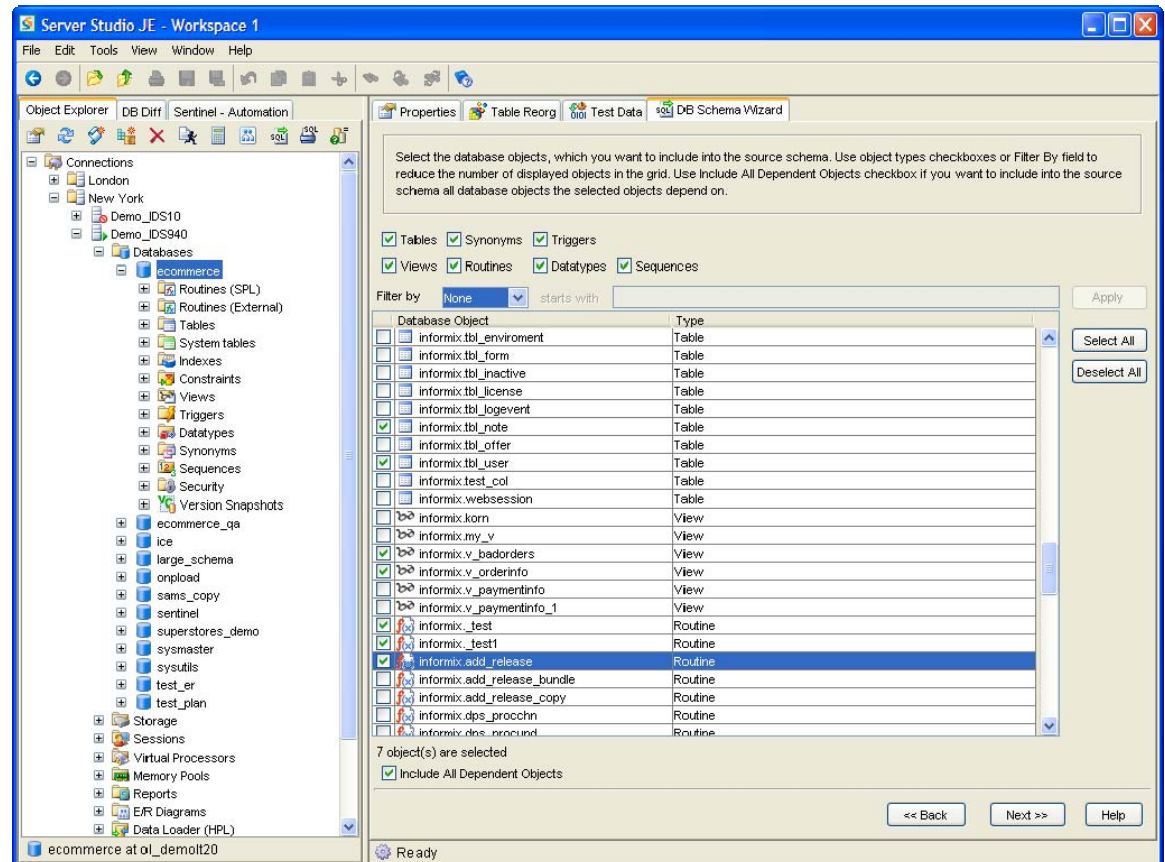 Server Studio JE - Workspace 1
File Edit Tools View Window Help
Object Explorer DB Diff Sentinel - Automation
Connections
London
New York
Demo_IDS10
Demo_IDS940
Databases
ecommerce
Routines (SPL)
Routines (External)
Tables
System tables
Indexes
Constraints
Views
Triggers
Datatypes
Synonyms
Sequences
Security
Version Snapshots
ecommerce_qa
ice
large_schema
onpload
sams_copy
sentinel
superstores_demo
sysmaster
sysutils
test_er
test_plan
Storage
Sessions
Virtual Processors
Memory Pools
Reports
E/R Diagrams
Data Loader (HPL)
ecommerce at ol_demolt20
Properties Table Reorg Test Data DB Schema Wizard
Select the database objects, which you want to include into the source schema. Use object types checkboxes or Filter By field to
reduce the number of displayed objects in the grid. Use Include All Dependent Objects checkbox if you want to include into the source
schema all database objects the selected objects depend on.
Tables Synonyms Triggers
Views Routines Datatypes Sequences
Filter by None starts with Apply
Database Object Type
informix.tbl_enviroment Table
informix.tbl_form Table
informix.tbl_inactive Table
informix.tbl_license Table
informix.tbl_logevent Table
informix.tbl_note Table
informix.tbl_offer Table
informix.tbl_user Table
informix.test_col Table
informix.websession Table
informix.korn View
informix.my_v View
informix.v_badorders View
informix.v_orderinfo View
informix.v_paymentinfo View
informix.v_paymentinfo_1 View
informix._test Routine
informix._test1 Routine
informix.add_release Routine
informix.add_release_bundle Routine
informix.add_release_copy Routine
informix.dps_procchn Routine
informix.dps_procund Routine
Select All
Deselect All
7 object(s) are selected
Include All Dependent Objects
<< Back Next >> Help
Ready